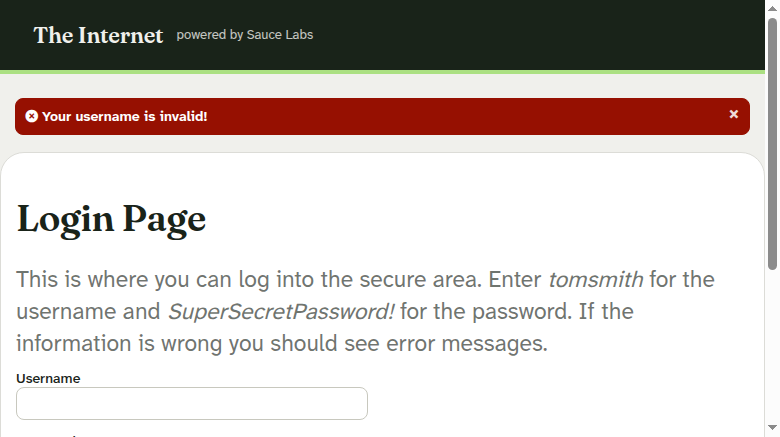 The Internet powered by Sauce Labs
Your username is invalid!
×
Login Page
This is where you can log into the secure area. Enter tomsmith for the
username and SuperSecretPassword! for the password. If the
information is wrong you should see error messages.
Username